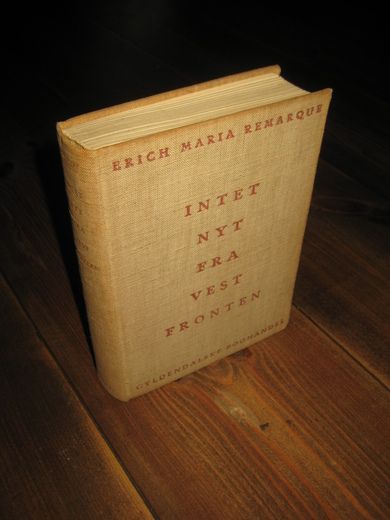 ERICH MARIA REMARQUE
INTET
NYT
FRA
VEST
FRONTEN
GYLDENDALSKE BOGHANDEL